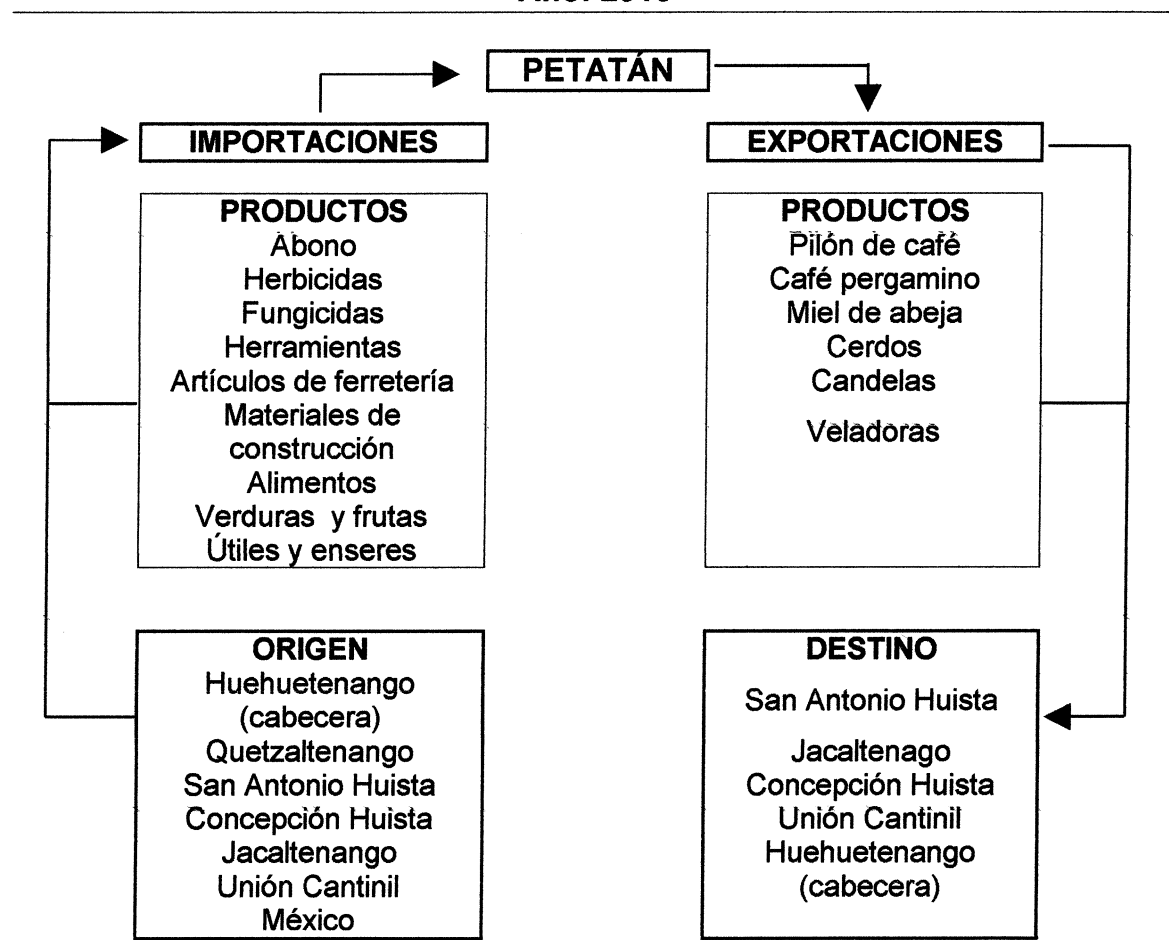 PETATÁN
IMPORTACIONES
PRODUCTOS
Abono
Herbicidas
Fungicidas
Herramientas
Artículos de ferretería
Materiales de
construcción
Alimentos
Verduras y frutas
Útiles y enseres
ORIGEN
Huehuetenango
(cabecera)
Quetzaltenango
San Antonio Huista
Concepción Huista
Jacaltenango
Unión Cantinil
México
EXPORTACIONES
PRODUCTOS
Pilón de café
Café pergamino
Miel de abeja
Cerdos
Candelas
Veladoras
DESTINO
San Antonio Huista
Jacaltenago
Concepción Huista
Unión Cantinil
Huehuetenango
(cabecera)